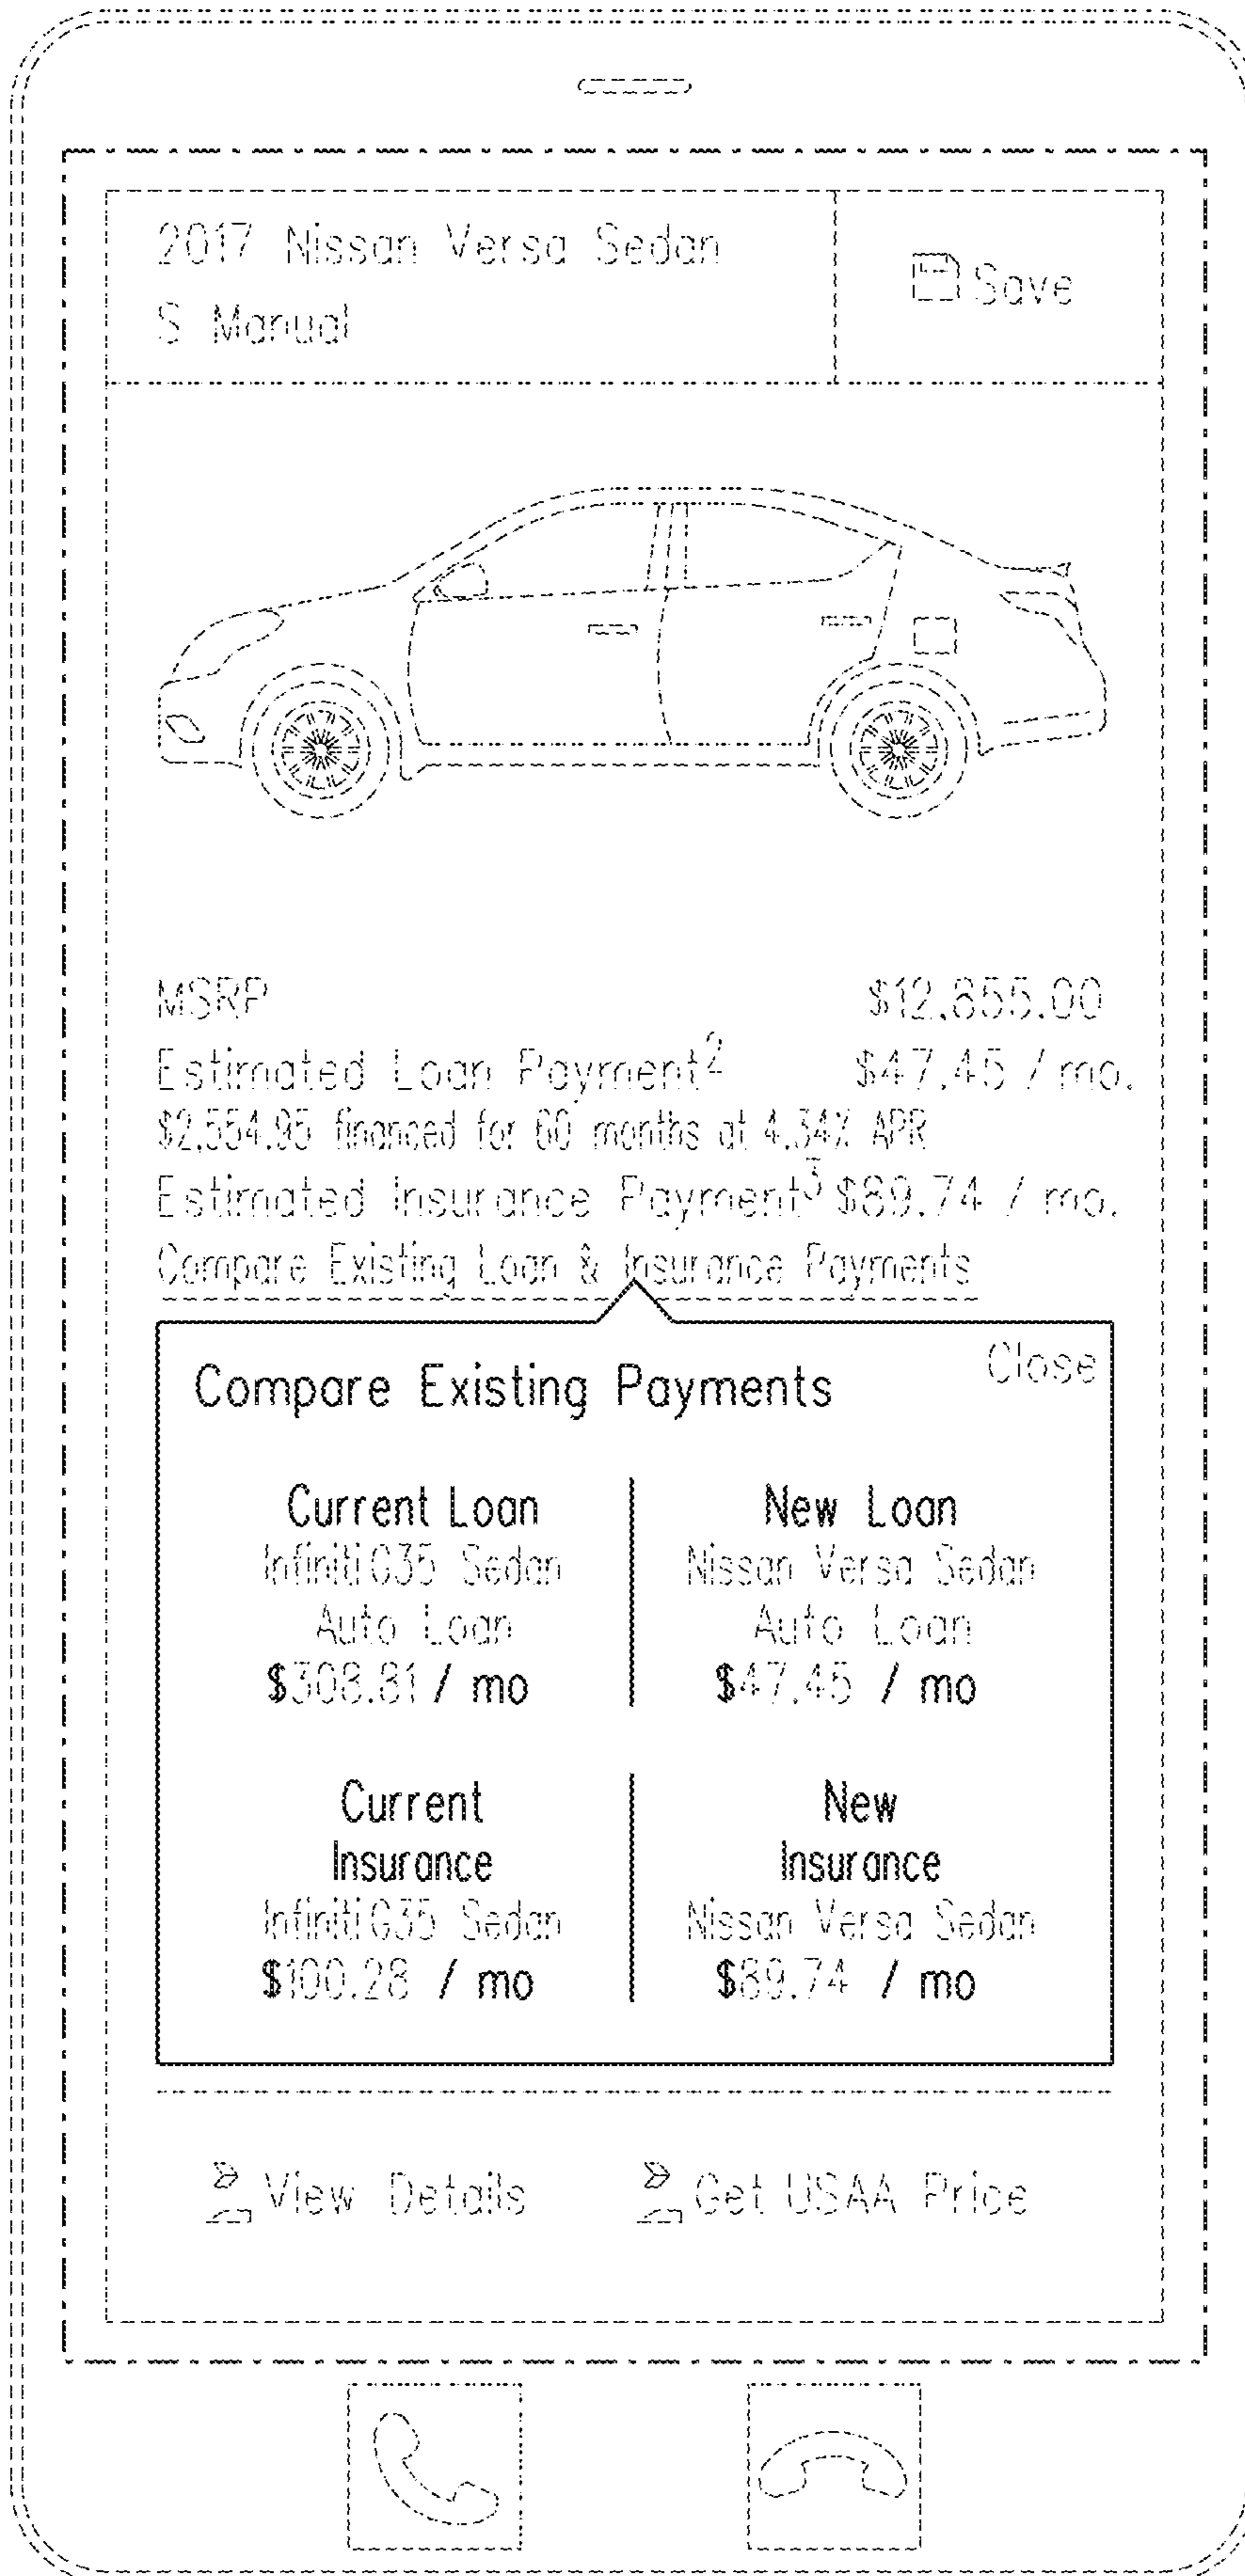 2017 Nissan Versa Sedan
S Manual
Save
MSRP $12,855.00
Estimated Loan Payment2 $47.45 / mo.
$2,554.95 financed for 60 months at 4.34% APR
Estimated Insurance Payment3 $89.74 / mo.
Compare Existing Loan & Insurance Payments
Close
Compare Existing Payments
Current Loan
Infiniti G35 Sedan
Auto Loan
$308.81 / mo
New Loan
Nissan Versa Sedan
Auto Loan
$47.45 / mo
Current
Insurance
Infiniti G35 Sedan
$100.28 / mo
New
Insurance
Nissan Versa Sedan
$89.74 / mo
View Details
Get USAA Price